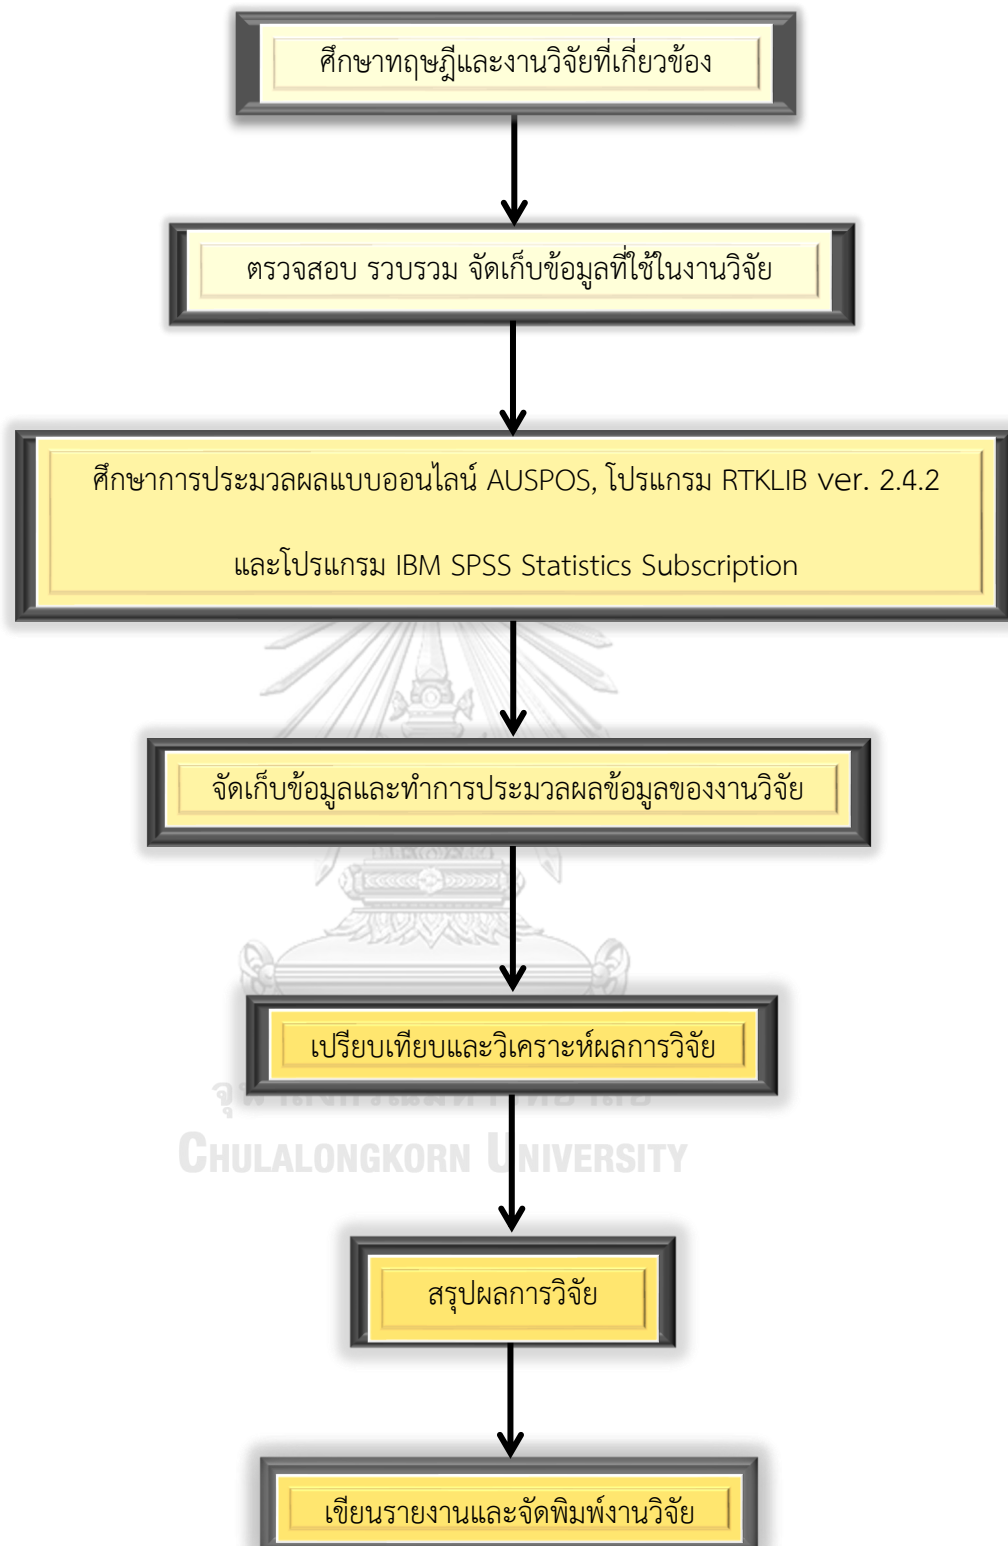 ศึกษาทฤษฎีและงานวิจัยที่เกี่ยวข้อง
ตรวจสอบ รวบรวม จัดเก็บข้อมูลที่ใช้ในงานวิจัย
ศึกษาการประมวลผลแบบออนไลน์ AUSPOS, โปรแกรม RTKLIB ver. 2.4.2
และโปรแกรม IBM SPSS Statistics Subscription
จัดเก็บข้อมูลและทำการประมวลผลข้อมูลของงานวิจัย
เปรียบเทียบและวิเคราะห์ผลการวิจัย
CHULALONGKORN UNIVERSITY
สรุปผลการวิจัย
เขียนรายงานและจัดพิมพ์งานวิจัย